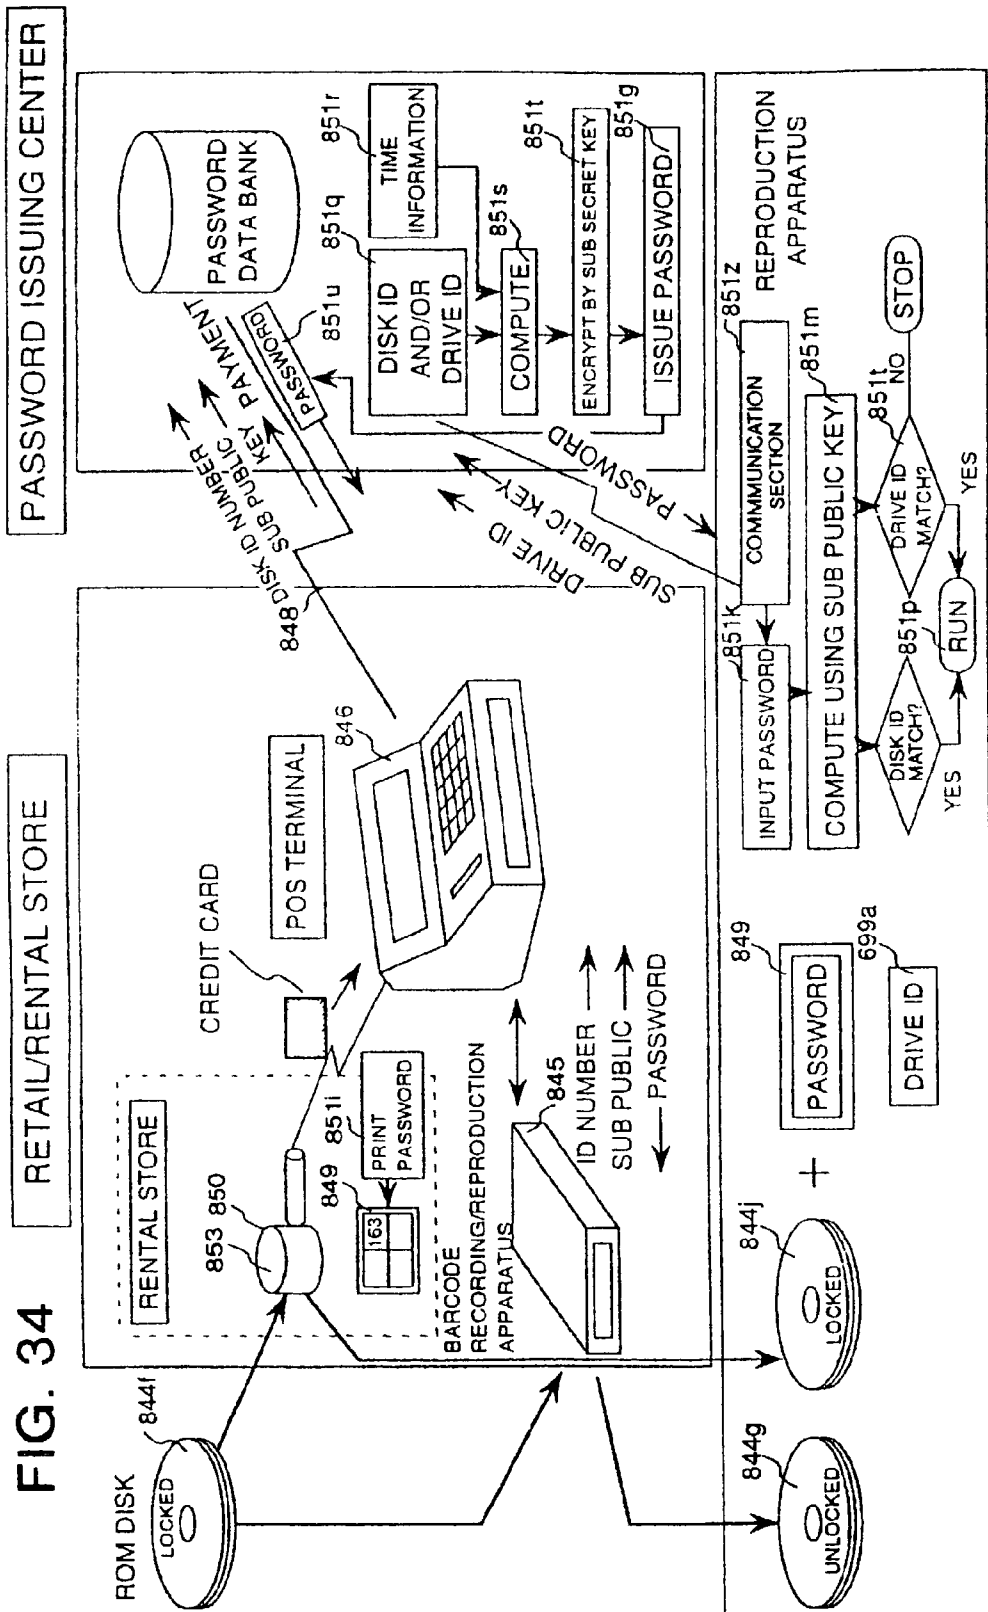 FIG. 34
RETAIL/RENTAL STORE
PASSWORD ISSUING CENTER
ROM DISK
LOCKED
844f
RENTAL STORE
853
850
849
163
851i
PRINT
PASSWORD
CREDIT CARD
POS TERMINAL
846
BARCODE
RECORDING/REPRODUCTION
APPARATUS
845
ID NUMBER
SUB PUBLIC
PASSWORD
848
DISK ID NUMBER
SUB PUBLIC
KEY
PAYMENT
PASSWORD
851u
PASSWORD
DATA BANK
851q
DISK ID
AND/OR
DRIVE ID
851r
TIME
INFORMATION
851s
COMPUTE
851t
ENCRYPT BY SUB SECRET KEY
851g
ISSUE PASSWORD
PASSWORD
SUB PUBLIC KEY
DRIVE ID
844g
UNLOCKED
844j
LOCKED
+
849
PASSWORD
699a
DRIVE ID
REPRODUCTION
APPARATUS
851z
COMMUNICATION
SECTION
851k
INPUT PASSWORD
851m
COMPUTE USING SUB PUBLIC KEY
DISK ID
MATCH?
YES
851p
RUN
851t
DRIVE ID
MATCH?
NO
YES
STOP